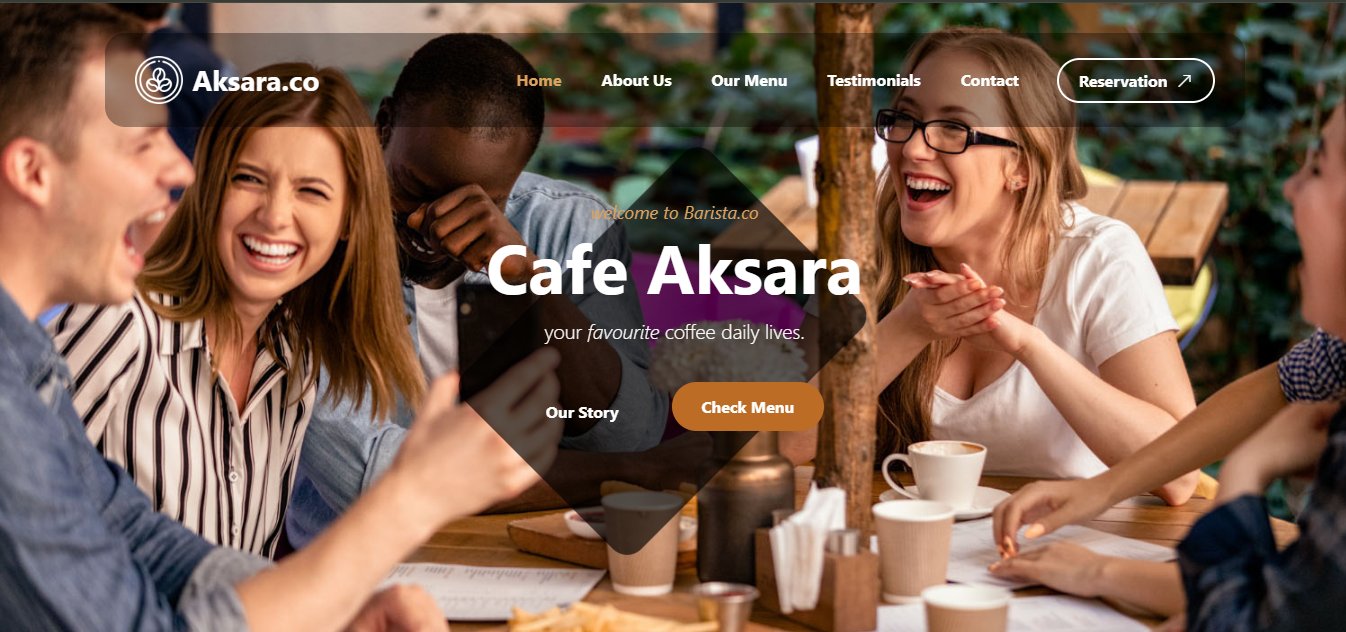 Aksara.co
Home
About Us
Our Menu
Testimonials
Contact
Reservation
welcome to Barista.co
Cafe Aksara
your favourite coffee daily lives.
Our Story
Check Menu